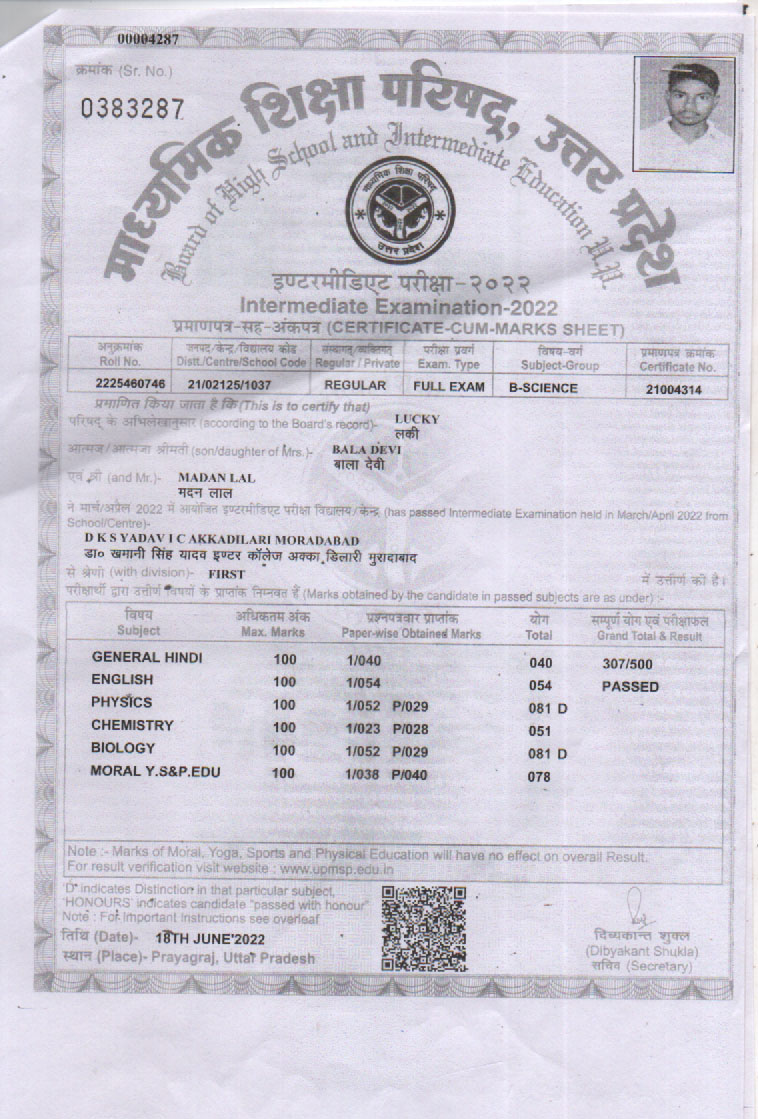 00004287
क्रमांक (Sr. No.)
0383287
माध्यमिक शिक्षा परिषद्, उत्तर प्रदेश
Board of High School and Intermediate Education U.P.
माध्यमिक शिक्षा परिषद
उत्तर प्रदेश
इण्टरमीडिएट परीक्षा-२०२२
Intermediate Examination-2022
प्रमाणपत्र-सह-अंकपत्र (CERTIFICATE-CUM-MARKS SHEET)
अनुक्रमांक जनपद/केन्द्र/विद्यालय कोड संस्थागत/व्यक्तिगत परीक्षा प्रवर्ग विषय-वर्ग प्रमाणपत्र क्रमांक
Roll No. Distt./Centre/School Code Regular / Private Exam. Type Subject-Group Certificate No.
2225460746 21/02125/1037 REGULAR FULL EXAM B-SCIENCE 21004314
प्रमाणित किया जाता है कि (This is to certify that)
परिषद् के अभिलेखानुसार (according to the Board's record)- LUCKY
लकी
आत्मज/आत्मजा श्रीमती (son/daughter of Mrs.)- BALA DEVI
बाला देवी
एवं श्री (and Mr.)- MADAN LAL
मदन लाल
ने मार्च/अप्रैल 2022 में आयोजित इण्टरमीडिएट परीक्षा विद्यालय/केन्द्र (has passed Intermediate Examination held in March/April 2022 from
School/Centre)-
D K S YADAV I C AKKADILARI MORADABAD
डा० खमानी सिंह यादव इण्टर कॉलेज अक्का डिलारी मुरादाबाद
से श्रेणी (with division)- FIRST में उत्तीर्ण की है।
परीक्षार्थी द्वारा उत्तीर्ण विषयों के प्राप्तांक निम्नवत हैं (Marks obtained by the candidate in passed subjects are as under) :-
विषय अधिकतम अंक प्रश्नपत्रवार प्राप्तांक योग सम्पूर्ण योग एवं परीक्षाफल
Subject Max. Marks Paper-wise Obtained Marks Total Grand Total & Result
GENERAL HINDI 100 1/040 040 307/500
ENGLISH 100 1/054 054 PASSED
PHYSICS 100 1/052 P/029 081 D
CHEMISTRY 100 1/023 P/028 051
BIOLOGY 100 1/052 P/029 081 D
MORAL Y.S&P.EDU 100 1/038 P/040 078
Note :- Marks of Moral, Yoga, Sports and Physical Education will have no effect on overall Result.
For result verification visit website : www.upmsp.edu.in
'D' indicates Distinction in that particular subject,
'HONOURS' indicates candidate "passed with honour"
Note : For Important Instructions see overleaf
तिथि (Date)- 18TH JUNE'2022
स्थान (Place)- Prayagraj, Uttar Pradesh
दिव्यकान्त शुक्ल
(Dibyakant Shukla)
सचिव (Secretary)